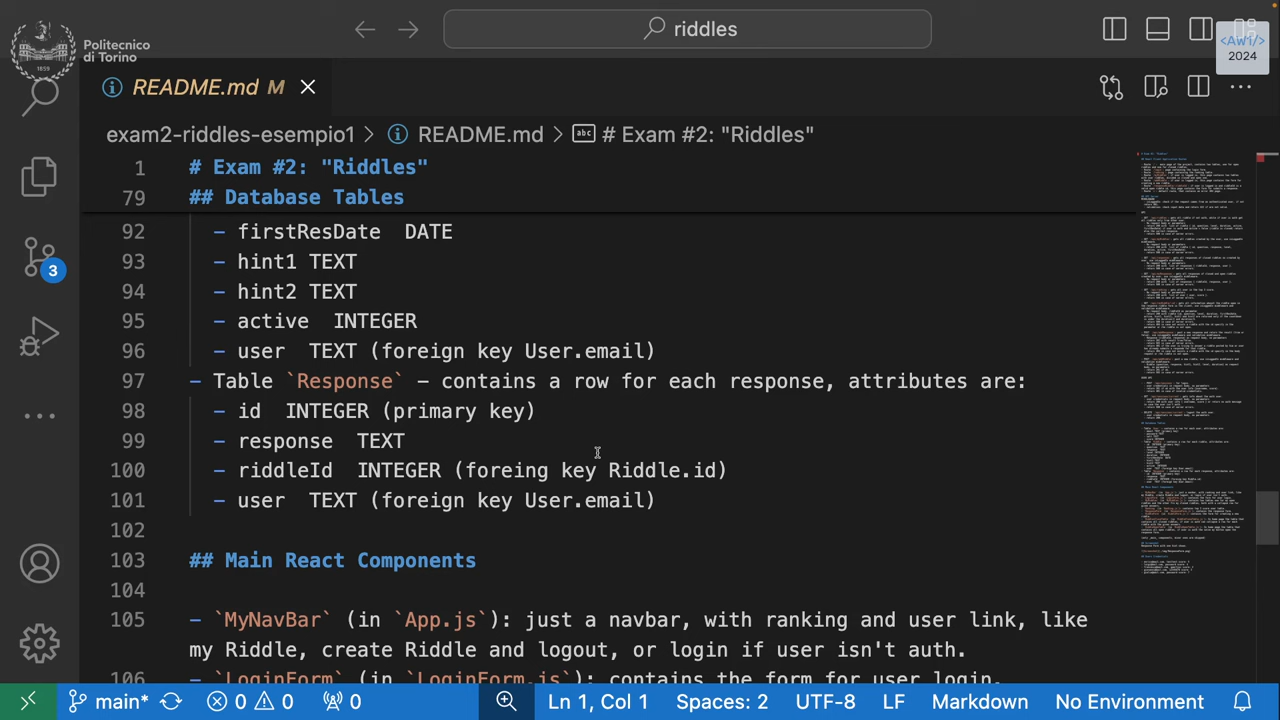 Politecnico
di Torino
1859
riddles
<Aw1/>
2024
README.md M
exam2-riddles-esempio1 > README.md > # Exam #2: "Riddles"
1 # Exam #2: "Riddles"
79 ## Database Tables
92 - firstResDate DATE
93 - hint1 TEXT
94 - hint2 TEXT
95 - active INTEGER
96 - user TEXT (foreign key User.email)
97 - Table `Response` - contains a row for each response, attributes are:
98 - id INTEGER (primary key)
99 - response TEXT
100 - riddleId INTEGER (foreing key Riddle.id)
101 - user TEXT (foreign key User.email)
102
103 ## Main React Components
104
105 - `MyNavBar` (in `App.js`): just a navbar, with ranking and user link, like
my Riddle, create Riddle and logout, or login if user isn't auth.
106 - `LoginForm` (in `LoginForm.js`): contains the form for user login.
3
main* 0 0 0 Ln 1, Col 1 Spaces: 2 UTF-8 LF Markdown No Environment